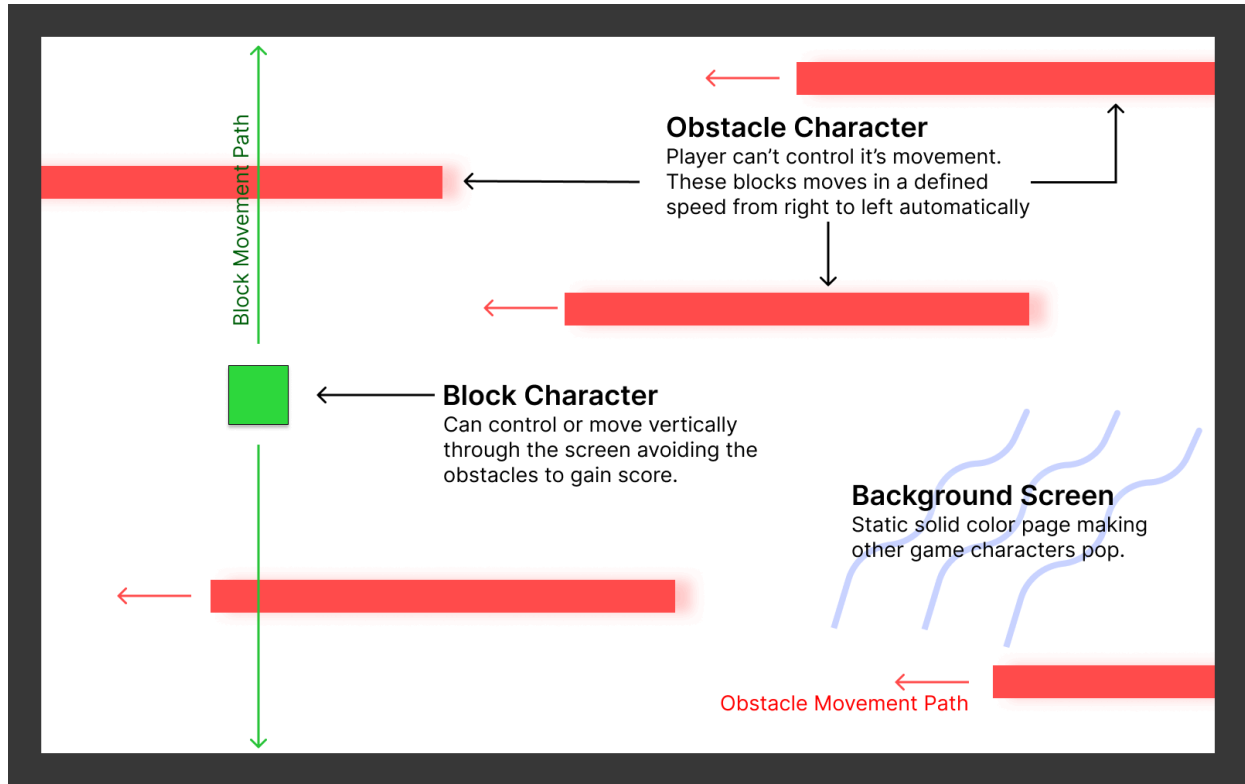 Block Movement Path
Obstacle Character
Player can’t control it’s movement.
These blocks moves in a defined
speed from right to left automatically
Block Character
Can control or move vertically
through the screen avoiding the
obstacles to gain score.
Background Screen
Static solid color page making
other game characters pop.
Obstacle Movement Path